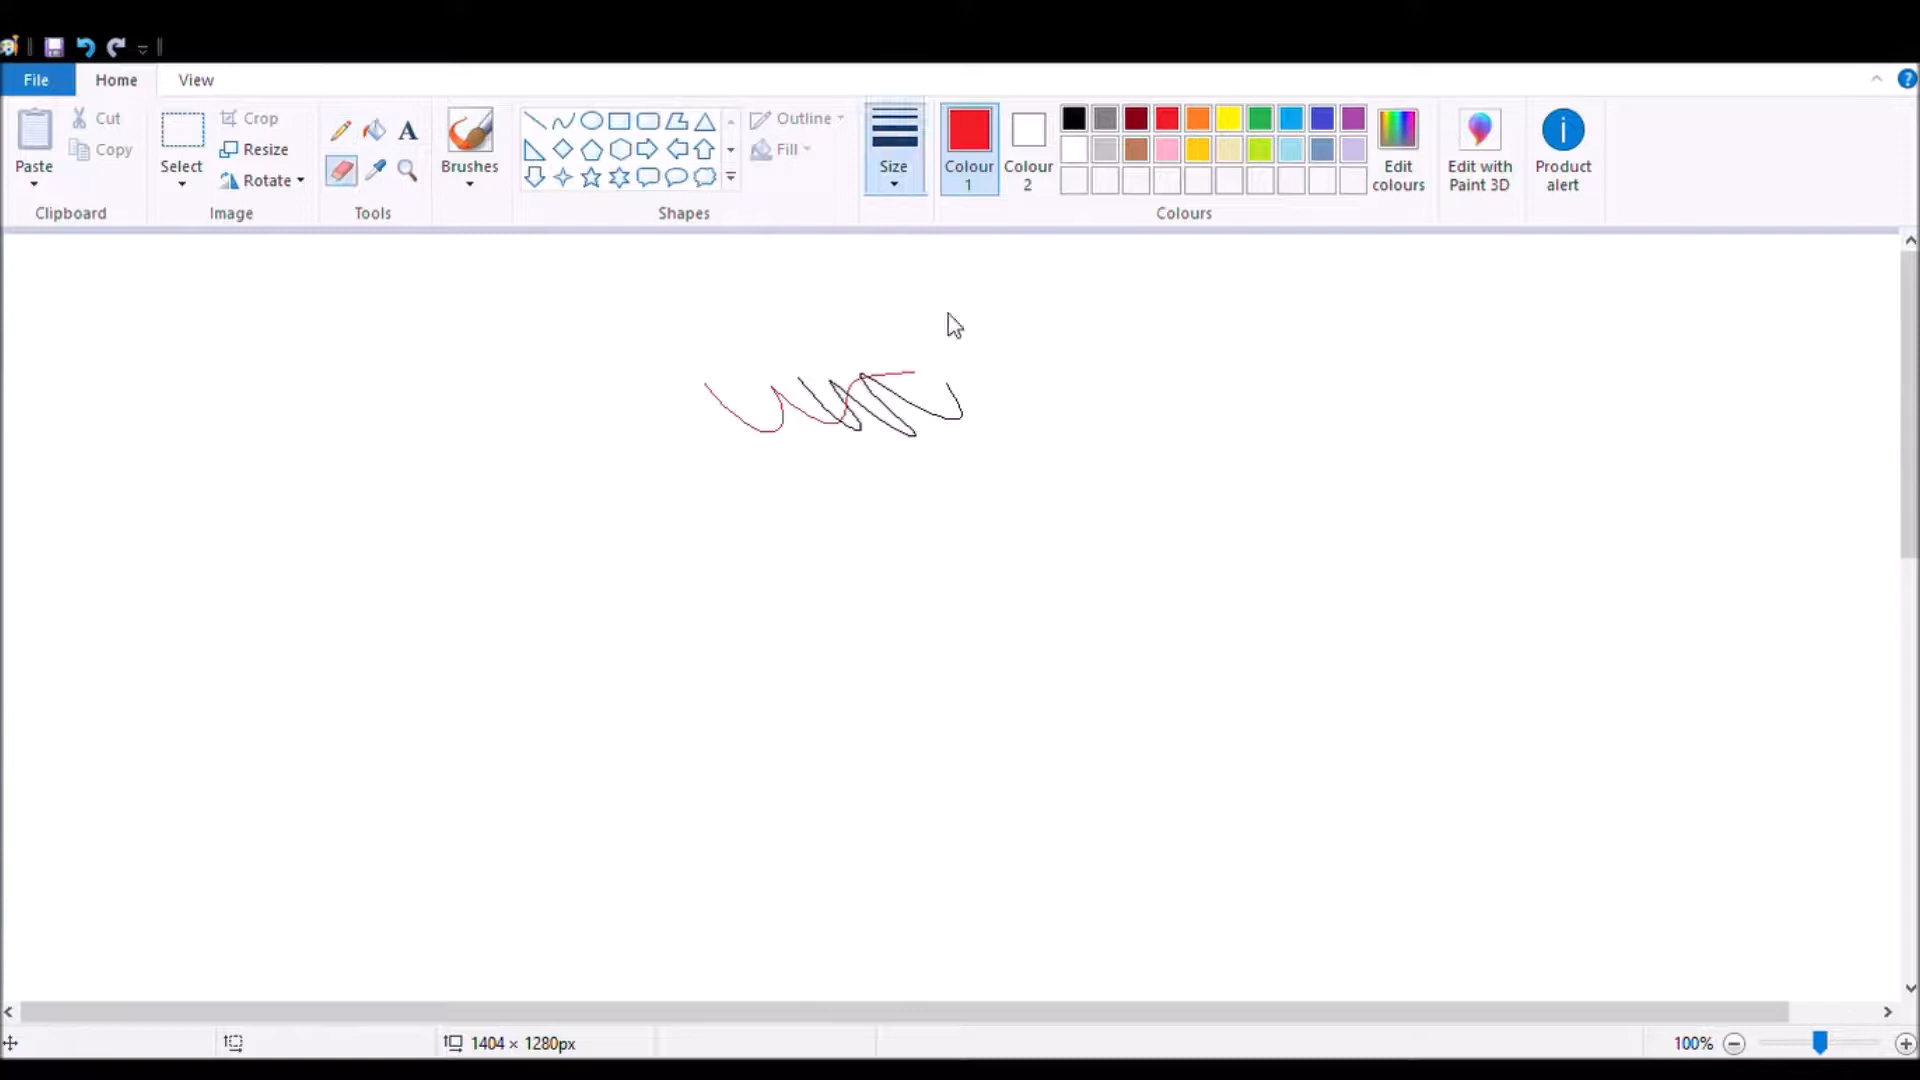 File Home View
Cut Crop Outline
Copy Resize A Fill
Paste Select Rotate Brushes Size Colour 1 Colour 2 Edit colours Edit with Paint 3D Product alert
Clipboard Image Tools Shapes Colours
1404 × 1280px 100%